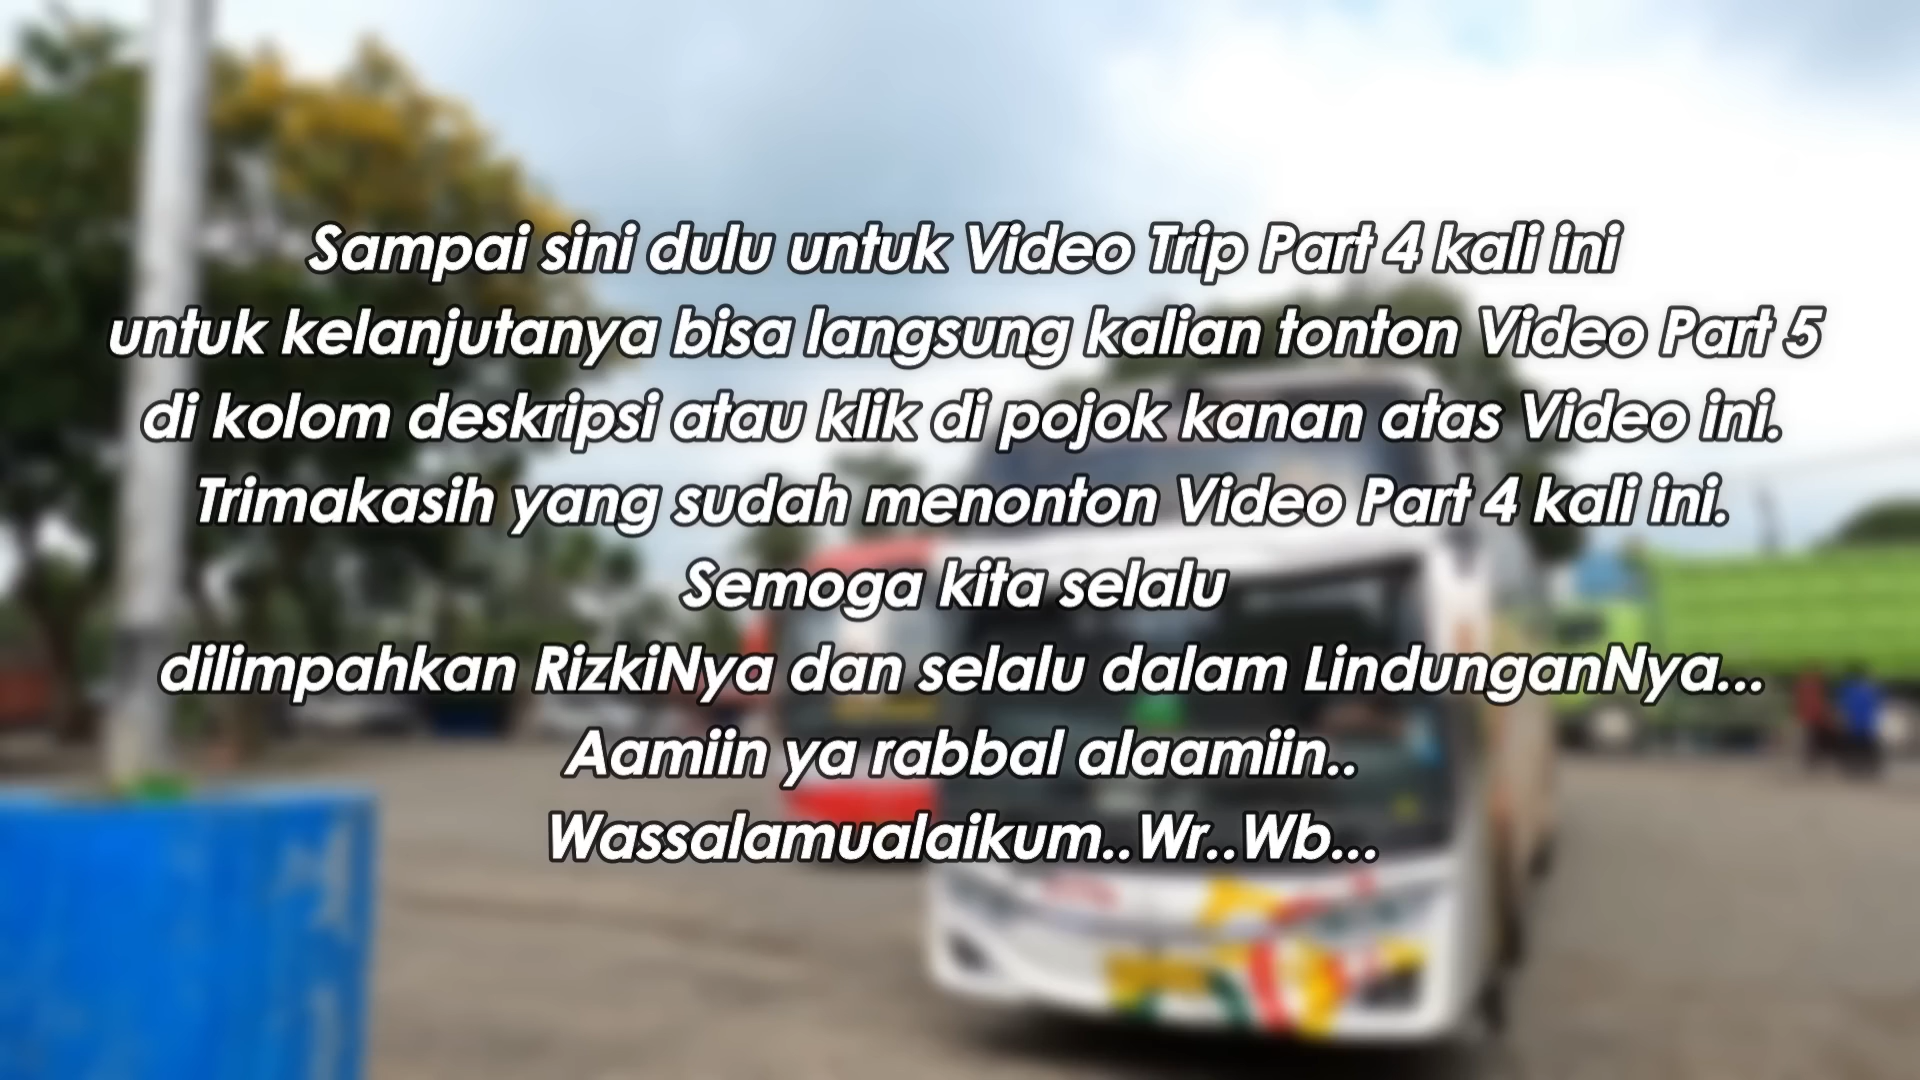 Sampai sini dulu untuk Video Trip Part 4 kali ini
untuk kelanjutanya bisa langsung kalian tonton Video Part 5
di kolom deskripsi atau klik di pojok kanan atas Video ini.
Trimakasih yang sudah menonton Video Part 4 kali ini.
Semoga kita selalu
dilimpahkan RizkiNya dan selalu dalam LindunganNya...
Aamiin ya rabbal alaamiin..
Wassalamualaikum..Wr..Wb...